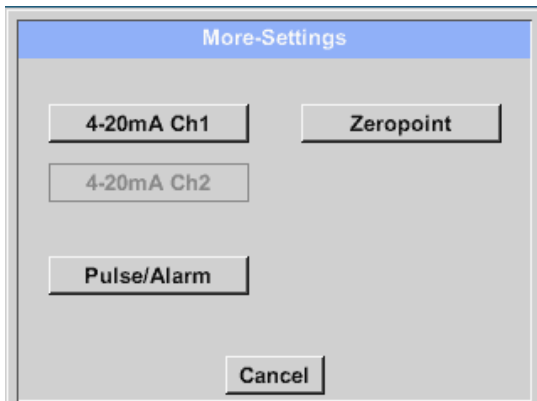 More-Settings
4-20mA Ch1
Zeropoint
4-20mA Ch2
Pulse/Alarm
Cancel